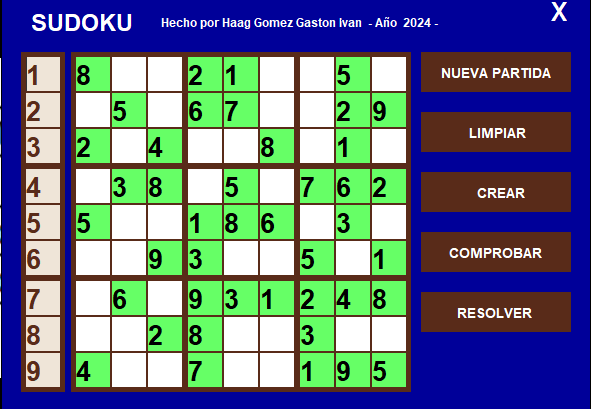 SUDOKU Hecho por Haag Gomez Gaston Ivan - Año 2024 - X
1 8 2 1 5
2 5 6 7 2 9
3 2 4 8 1
4 3 8 5 7 6 2
5 5 1 8 6 3
6 9 3 5 1
7 6 9 3 1 2 4 8
8 2 8 3
9 4 7 1 9 5
NUEVA PARTIDA
LIMPIAR
CREAR
COMPROBAR
RESOLVER